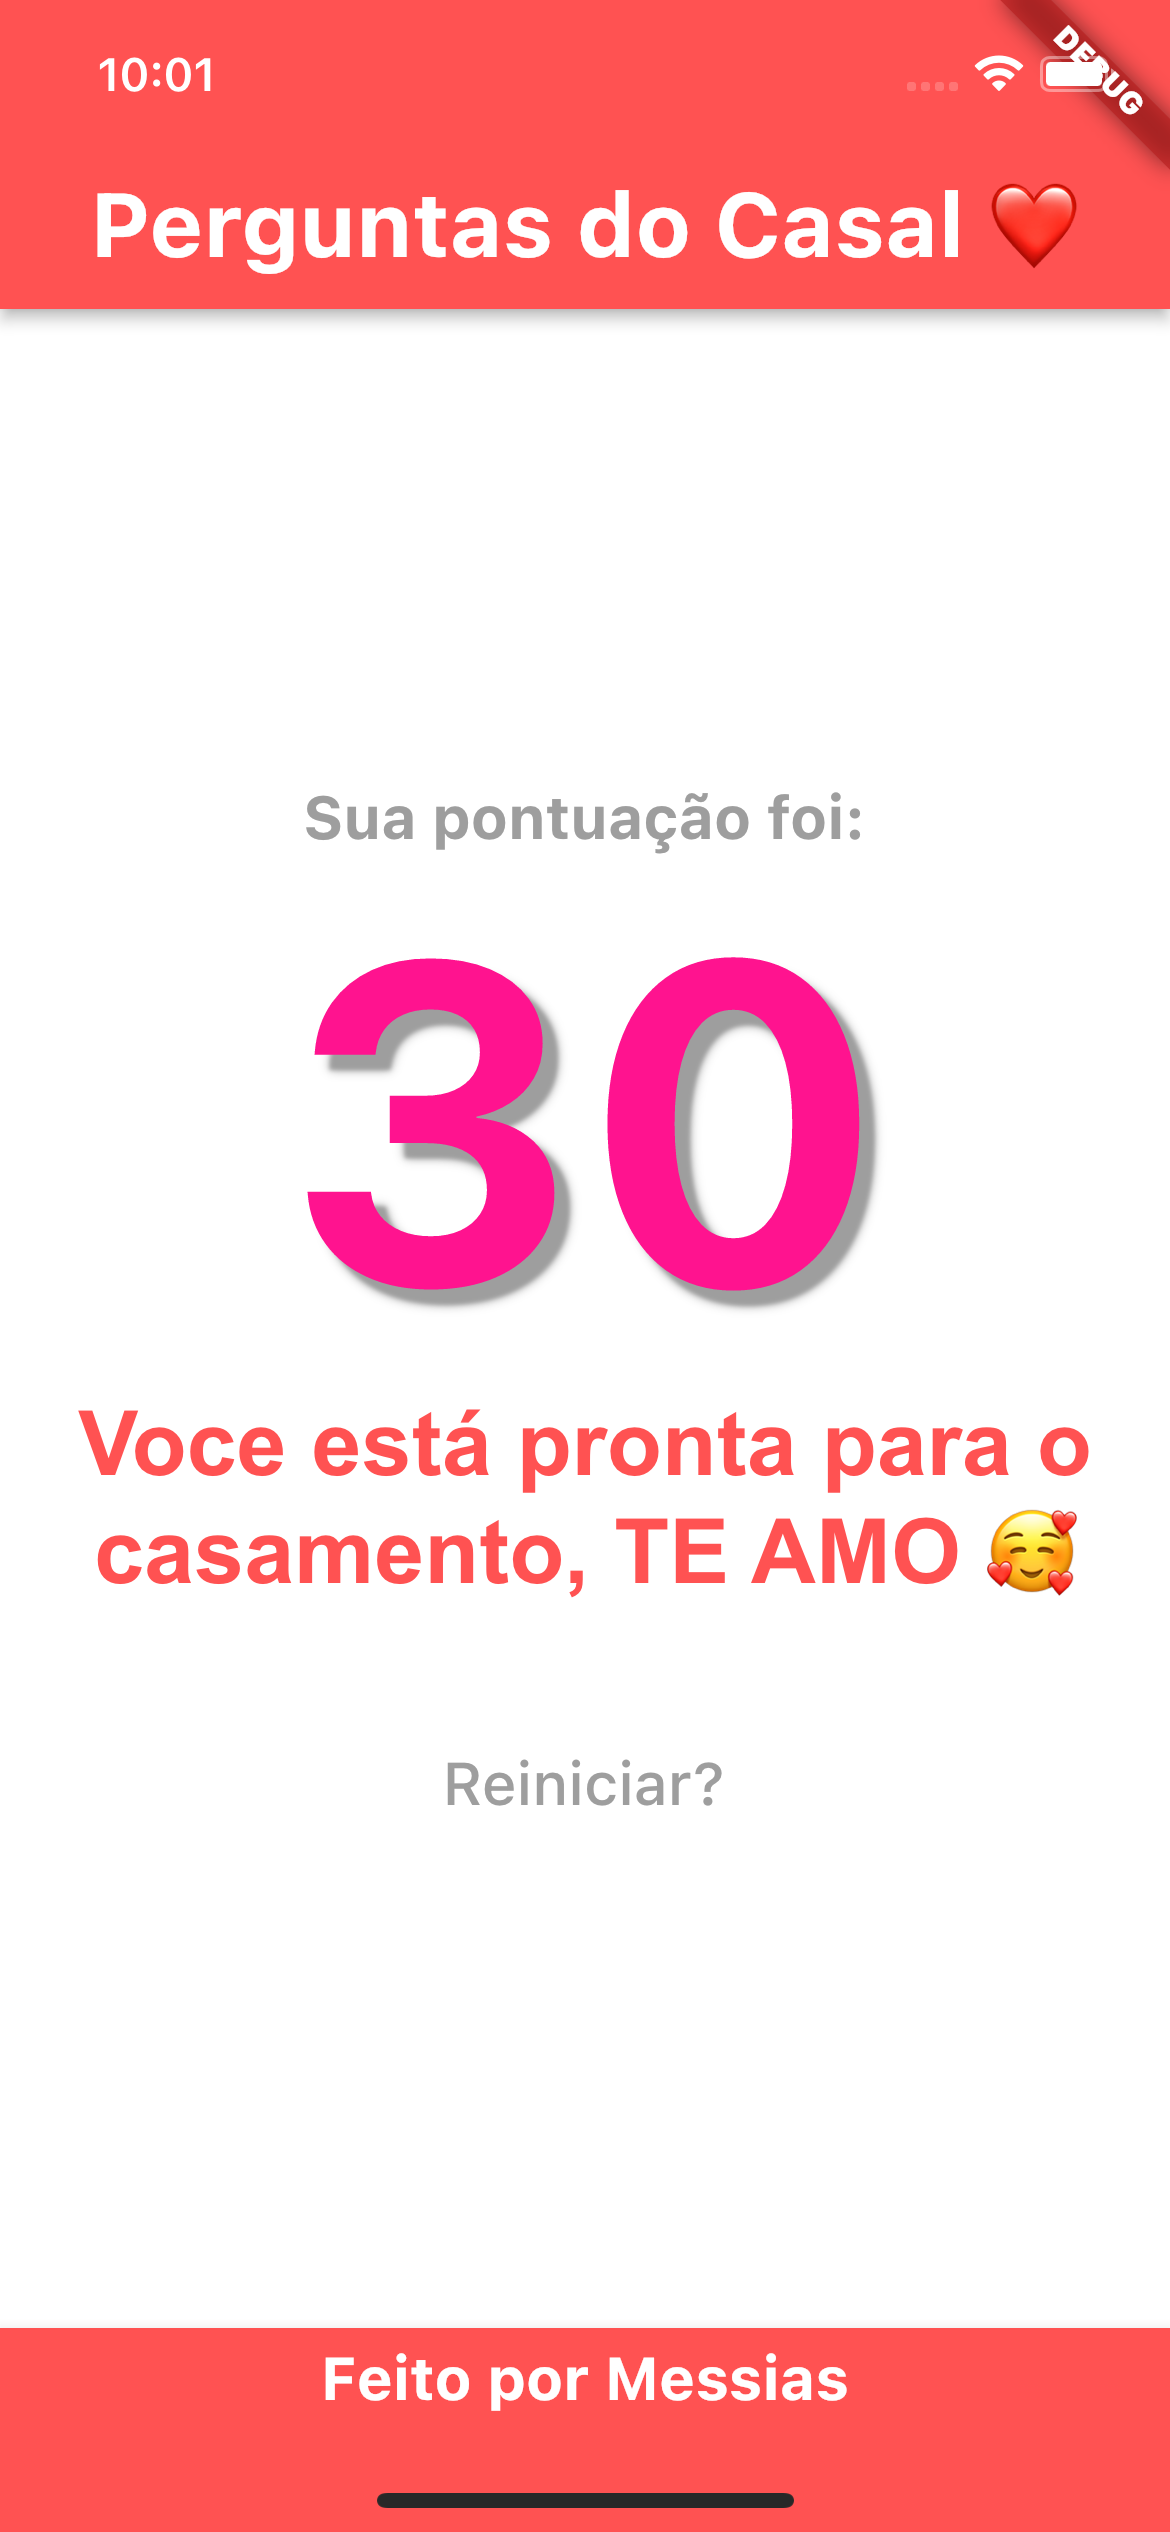 10:01
DEBUG
Perguntas do Casal ❤️
Sua pontuação foi:
30
Voce está pronta para o
casamento, TE AMO 🥰
Reiniciar?
Feito por Messias